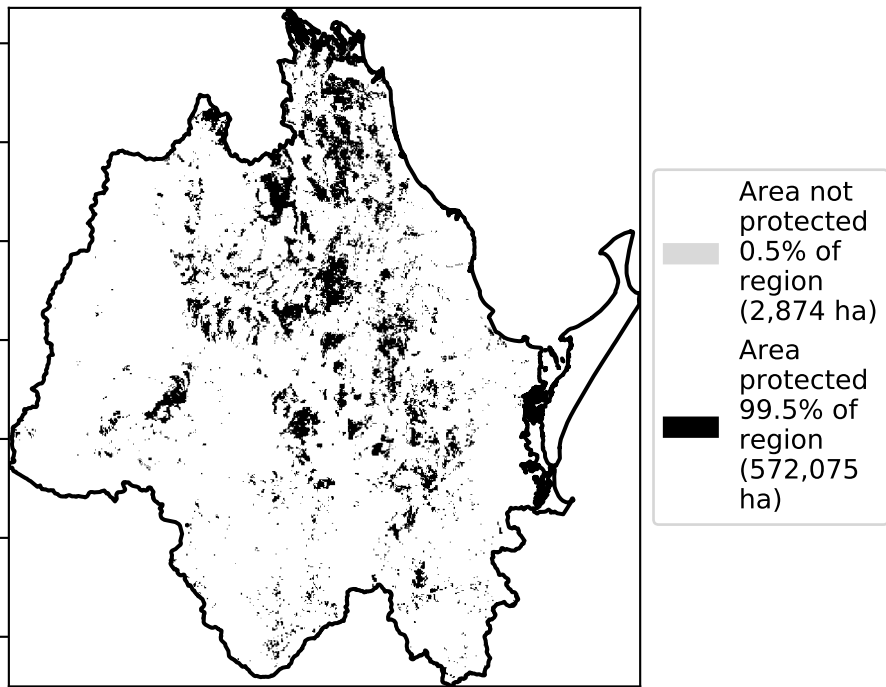 Area not
protected
0.5% of
region
(2,874 ha)
Area
protected
99.5% of
region
(572,075
ha)